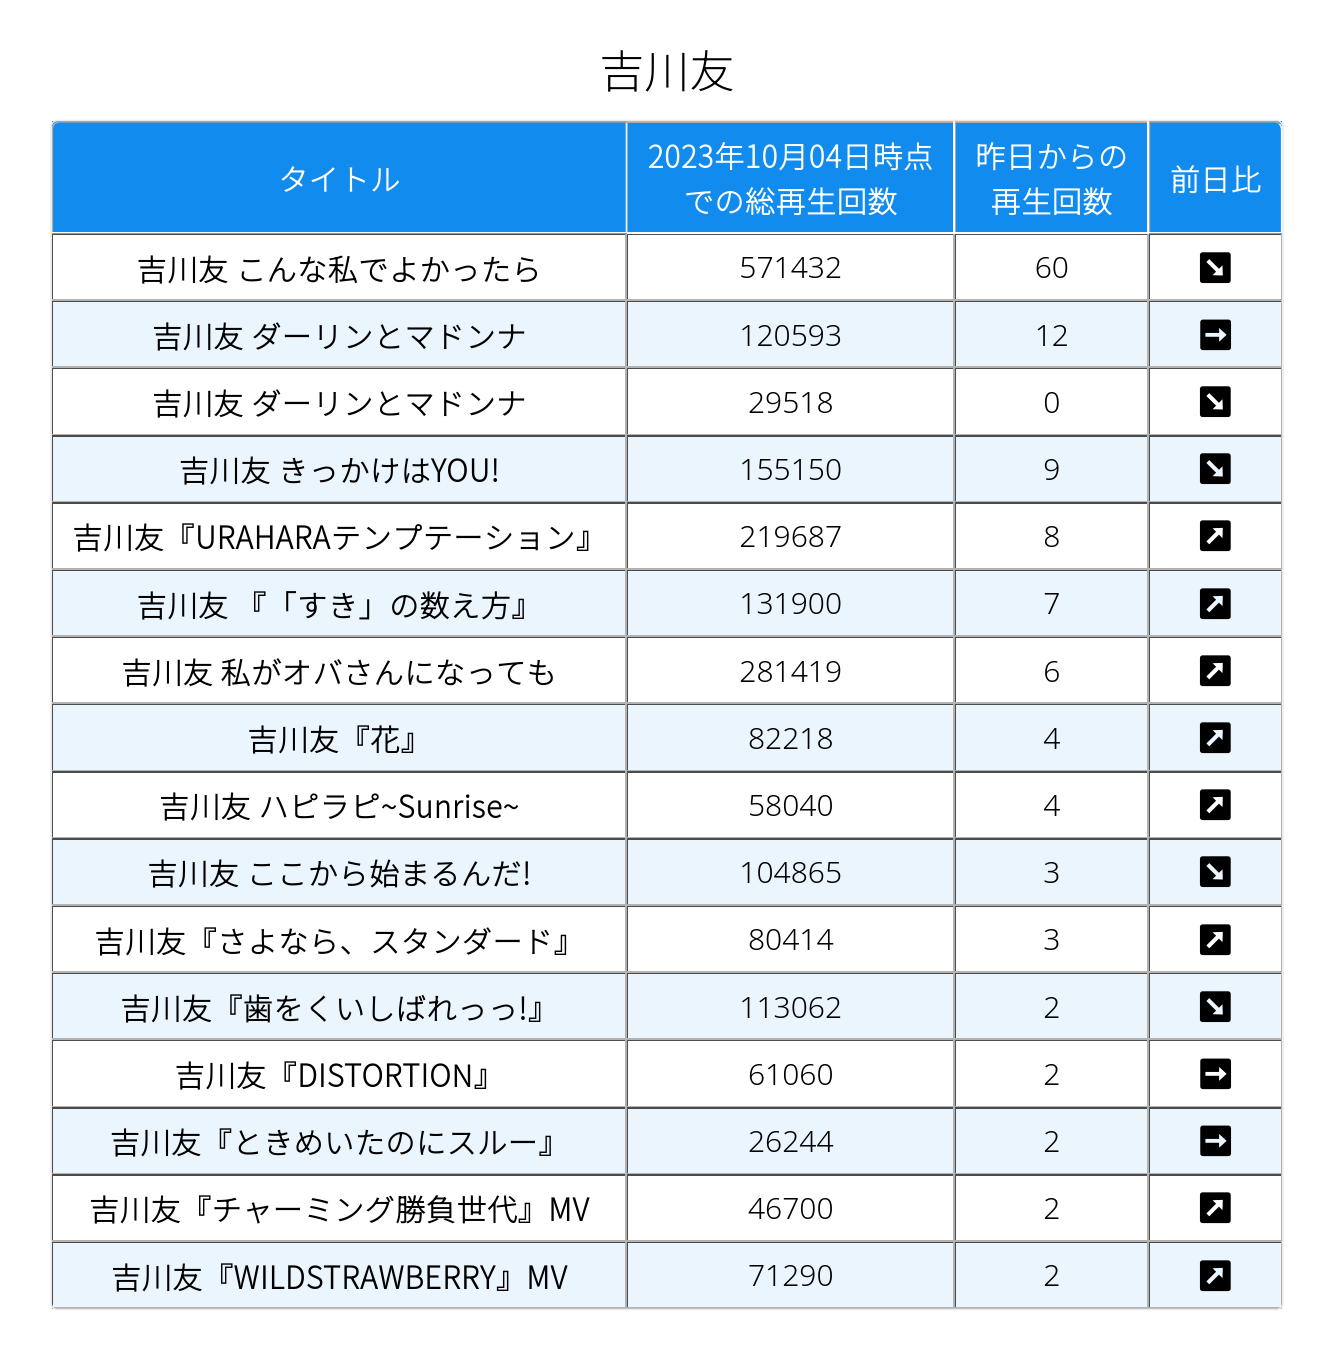 吉川友
タイトル 2023年10月04日時点での総再生回数 昨日からの再生回数 前日比
吉川友 こんな私でよかったら 571432 60 ↘
吉川友 ダーリンとマドンナ 120593 12 →
吉川友 ダーリンとマドンナ 29518 0 ↘
吉川友 きっかけはYOU! 155150 9 ↘
吉川友『URAHARAテンプテーション』 219687 8 ↗
吉川友 『「すき」の数え方』 131900 7 ↗
吉川友 私がオバさんになっても 281419 6 ↗
吉川友『花』 82218 4 ↗
吉川友 ハピラピ~Sunrise~ 58040 4 ↗
吉川友 ここから始まるんだ! 104865 3 ↘
吉川友『さよなら、スタンダード』 80414 3 ↗
吉川友『歯をくいしばれっっ!』 113062 2 ↘
吉川友『DISTORTION』 61060 2 →
吉川友『ときめいたのにスルー』 26244 2 →
吉川友『チャーミング勝負世代』MV 46700 2 ↗
吉川友『WILDSTRAWBERRY』MV 71290 2 ↗